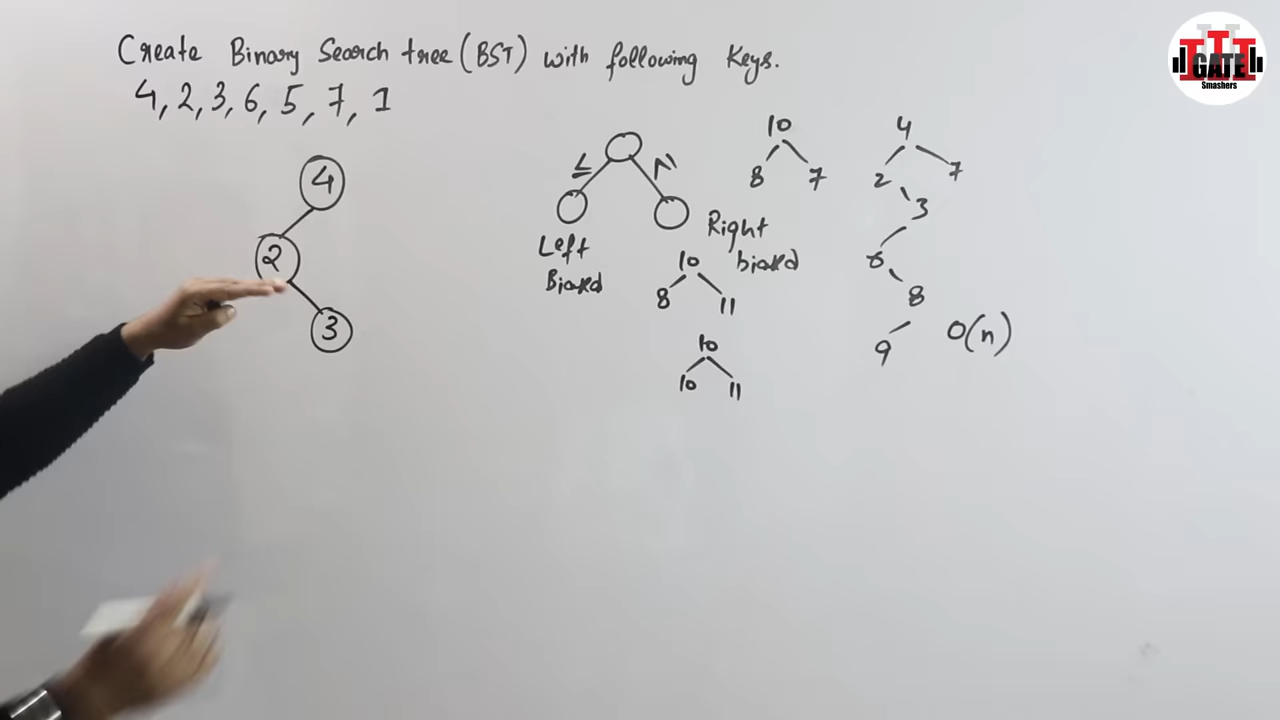 Create Binary Search tree (BST) with following Keys.
4, 2, 3, 6, 5, 7, 1
4
2
3
Left
Biased
Right
biased
10
8 7
10
8 11
10
10 11
4
2 7
3
6
8
9 O(n)
GATE
Smashers